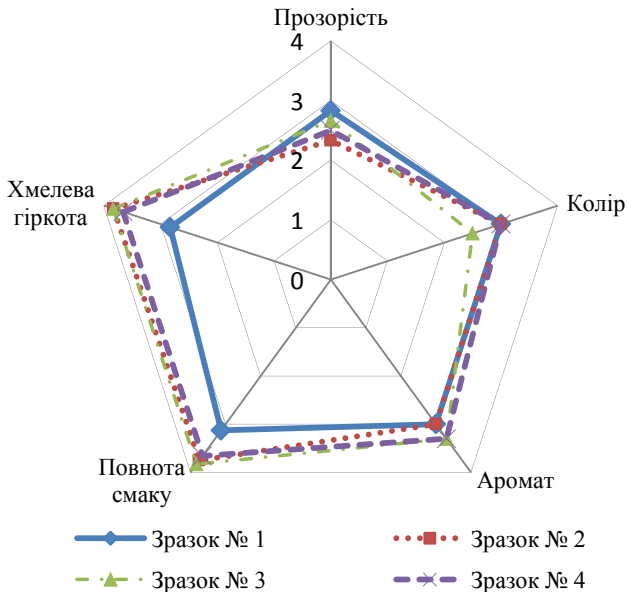 Прозорість
4
3
2
1
0
Хмелева
гіркота
Колір
Повнота
смаку
Аромат
Зразок № 1
Зразок № 2
Зразок № 3
Зразок № 4